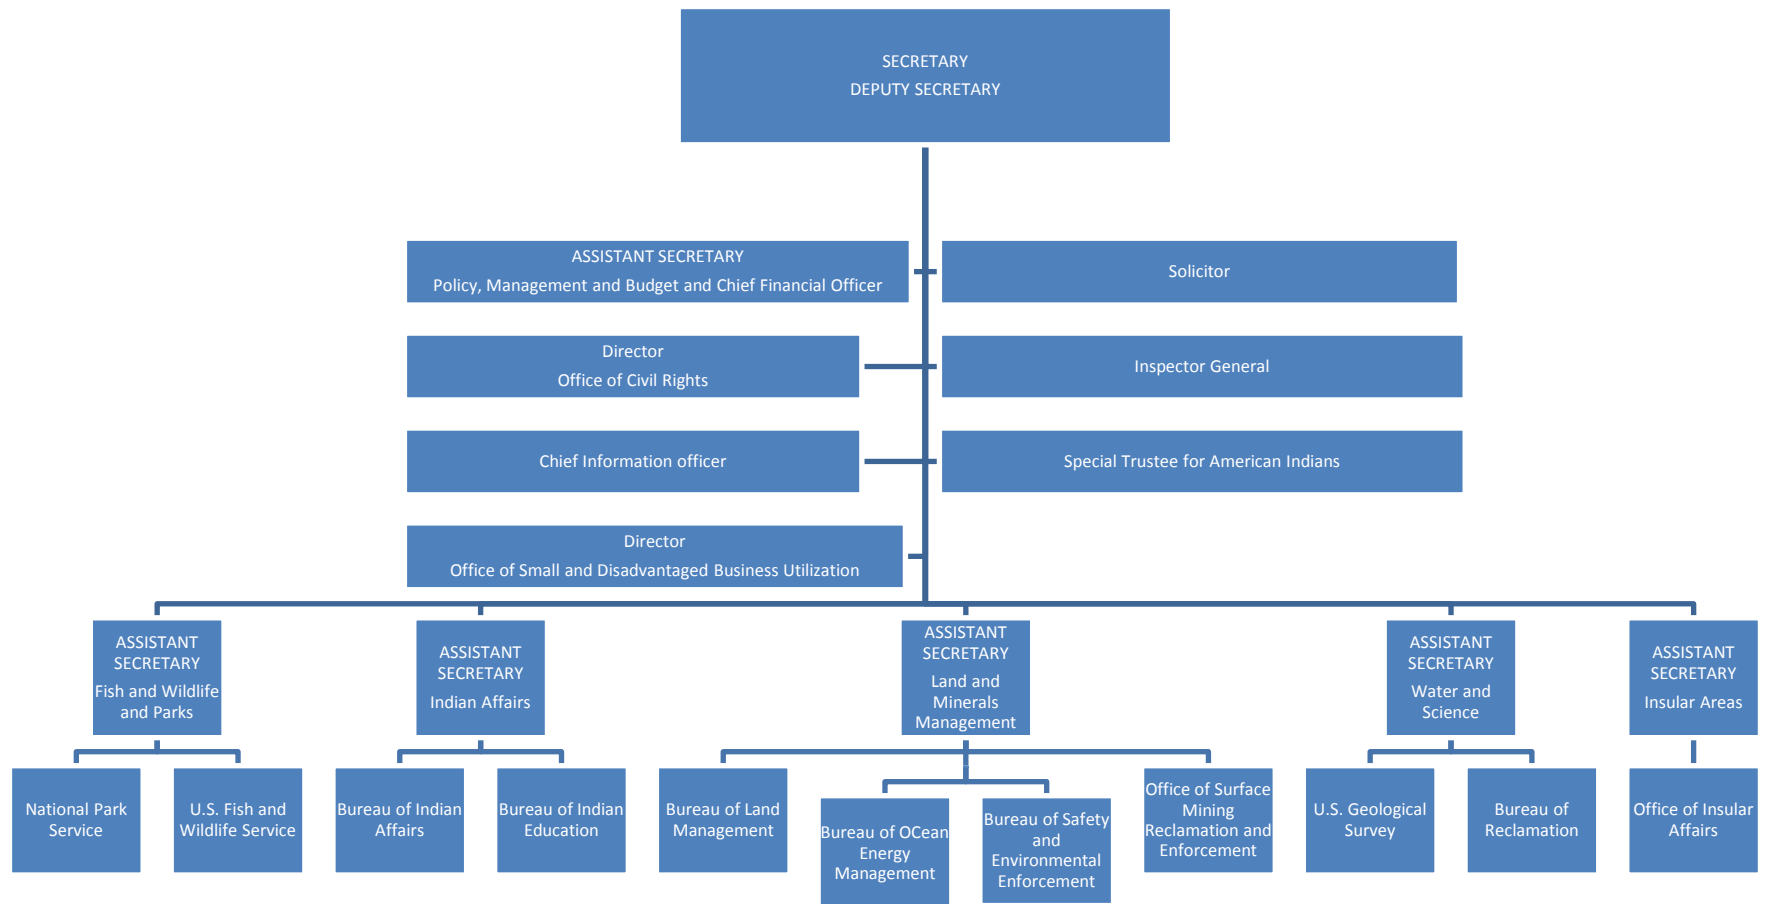 SECRETARY
DEPUTY SECRETARY
ASSISTANT SECRETARY
Policy, Management and Budget and Chief Financial Officer
Solicitor
Director
Office of Civil Rights
Inspector General
Chief Information officer
Special Trustee for American Indians
Director
Office of Small and Disadvantaged Business Utilization
ASSISTANT
SECRETARY
Fish and Wildlife
and Parks
ASSISTANT
SECRETARY
Indian Affairs
ASSISTANT
SECRETARY
Land and
Minerals
Management
ASSISTANT
SECRETARY
Water and
Science
ASSISTANT
SECRETARY
Insular Areas
National Park
Service
U.S. Fish and
Wildlife Service
Bureau of Indian
Affairs
Bureau of Indian
Education
Bureau of Land
Management
Bureau of OCean
Energy
Management
Bureau of Safety
and
Environmental
Enforcement
Office of Surface
Mining
Reclamation and
Enforcement
U.S. Geological
Survey
Bureau of
Reclamation
Office of Insular
Affairs